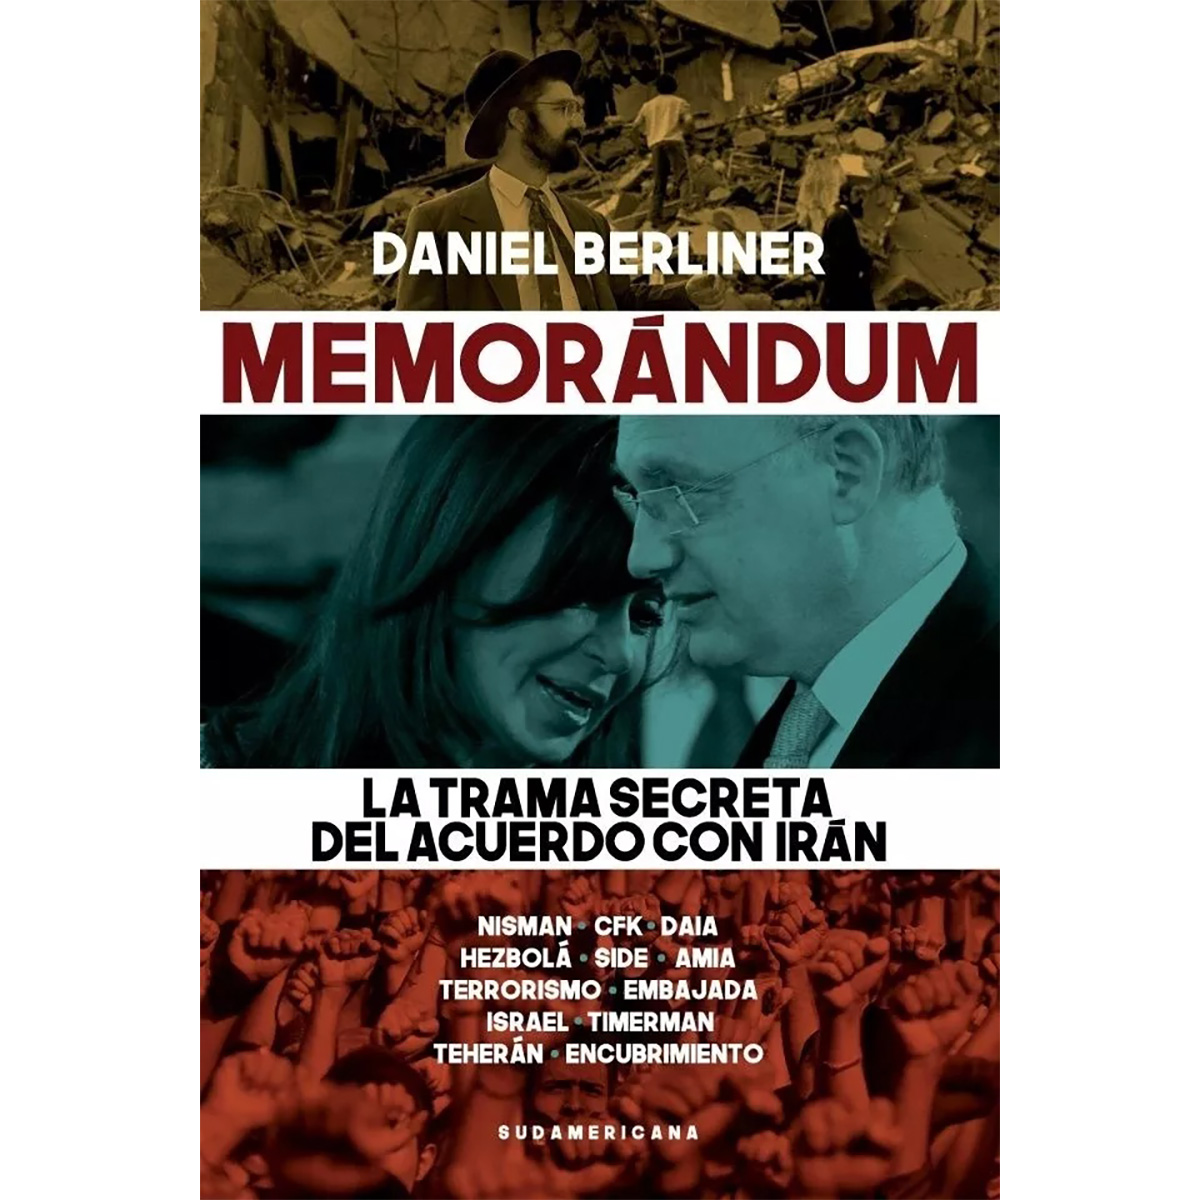 DANIEL BERLINER
MEMORÁNDUM
LA TRAMA SECRETA
DEL ACUERDO CON IRÁN
NISMAN • CFK • DAIA
HEZBOLÁ • SIDE • AMIA
TERRORISMO • EMBAJADA
ISRAEL • TIMERMAN
TEHERÁN • ENCUBRIMIENTO
SUDAMERICANA